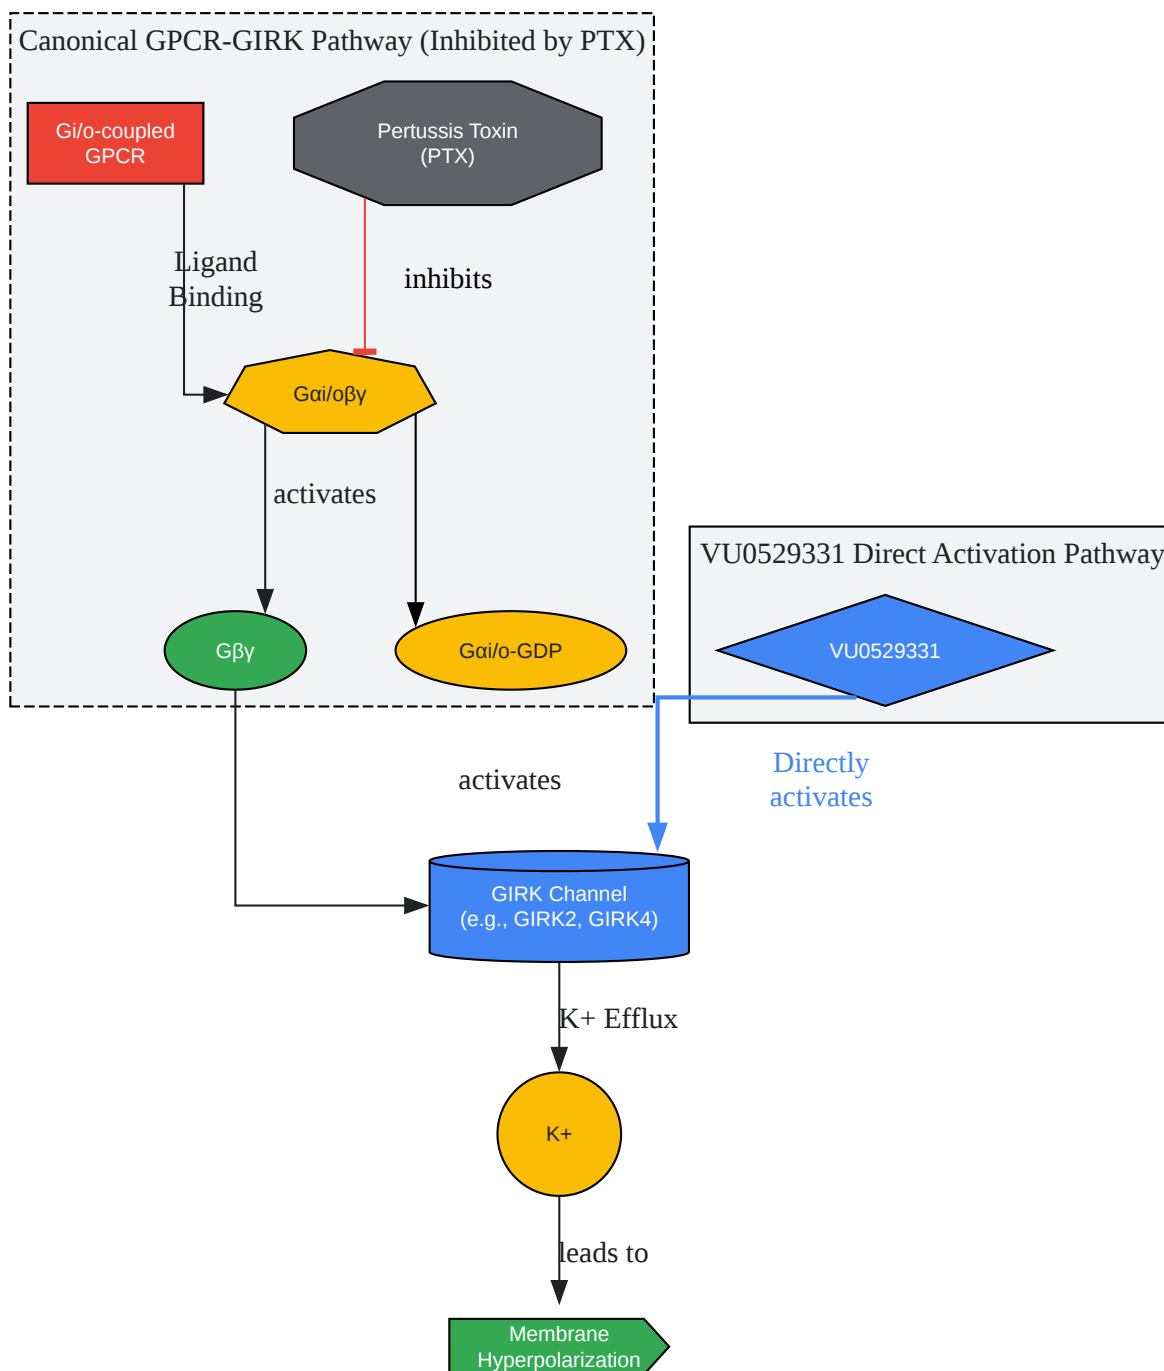 Canonical GPCR-GIRK Pathway (Inhibited by PTX)
Gi/o-coupled
GPCR
Pertussis Toxin
(PTX)
Ligand
Binding
inhibits
Gαi/oβγ
activates
VU0529331 Direct Activation Pathway
Gβγ
Gαi/o-GDP
VU0529331
activates
Directly
activates
GIRK Channel
(e.g., GIRK2, GIRK4)
K+ Efflux
K+
leads to
Membrane
Hyperpolarization